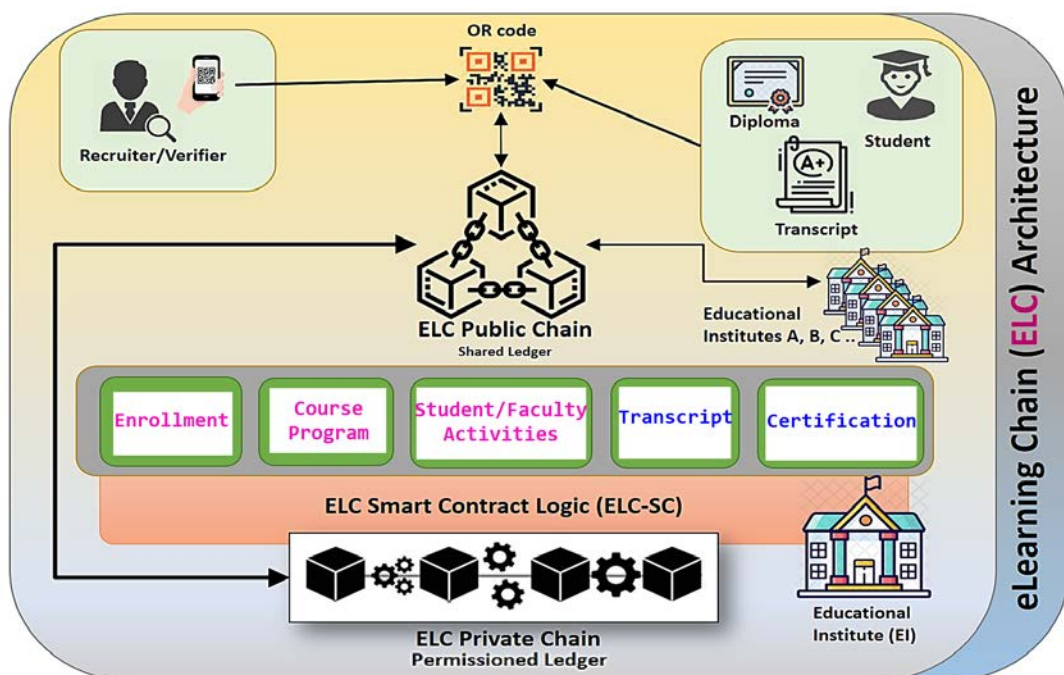 OR code
Recruiter/Verifier
Diploma
Student
A+
Transcript
ELC Public Chain
Shared Ledger
Educational
Institutes A, B, C ..
Enrollment
Course
Program
Student/Faculty
Activities
Transcript
Certification
ELC Smart Contract Logic (ELC-SC)
ELC Private Chain
Permissioned Ledger
Educational
Institute (EI)
eLearning Chain (ELC) Architecture